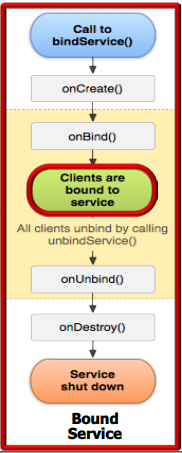 Call to
bindService()
onCreate()
onBind()
Clients are
bound to
service
All clients unbind by calling
unbindService()
onUnbind()
onDestroy()
Service
shut down
Bound
Service